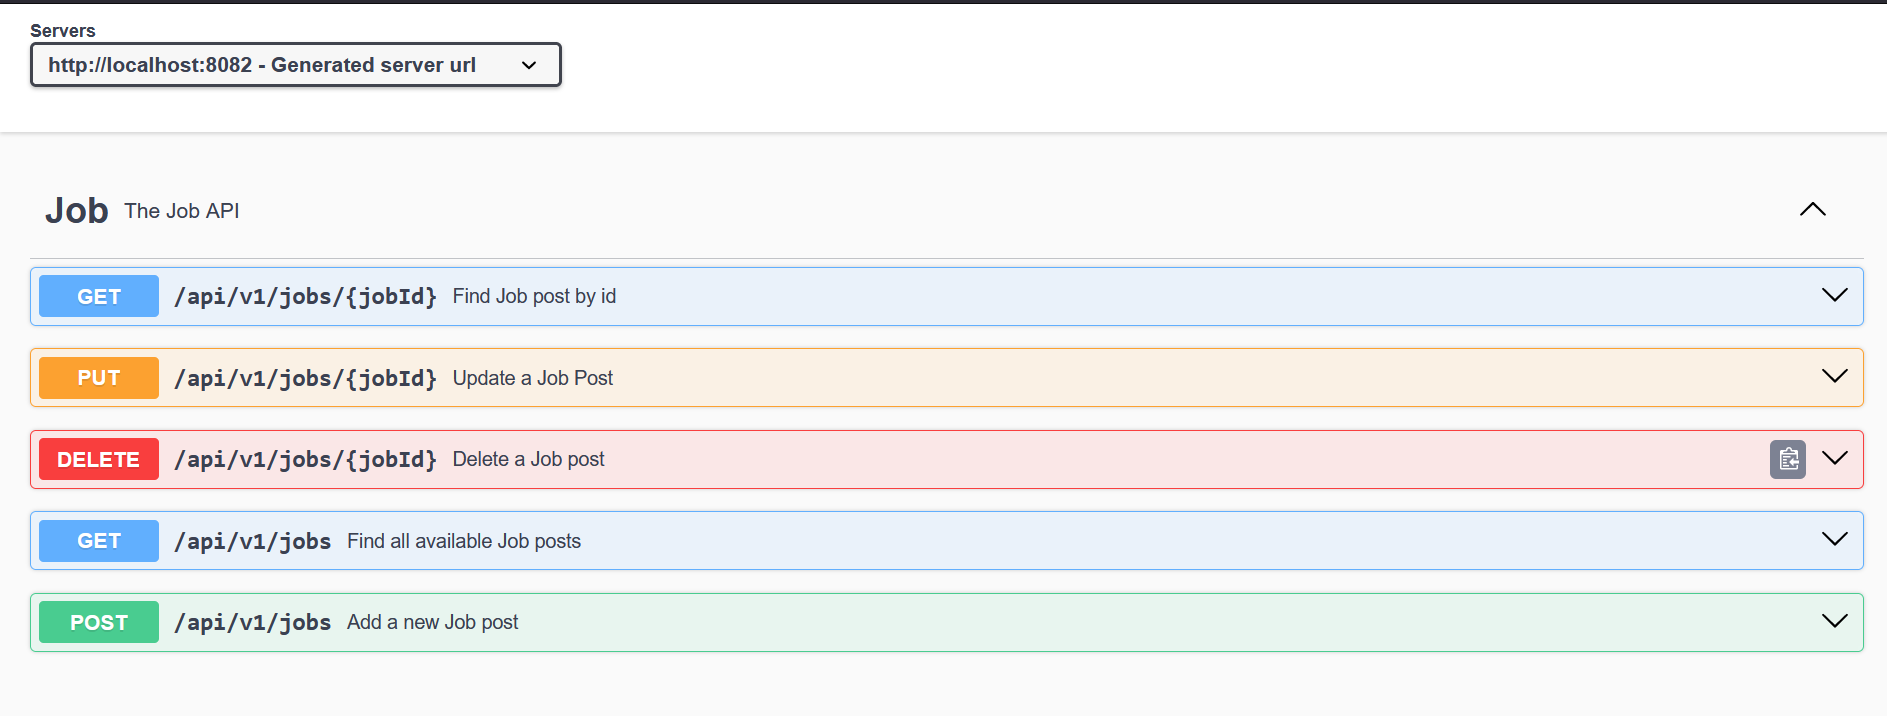 Servers
http://localhost:8082 - Generated server url
Job The Job API
GET /api/v1/jobs/{jobId} Find Job post by id
PUT /api/v1/jobs/{jobId} Update a Job Post
DELETE /api/v1/jobs/{jobId} Delete a Job post
GET /api/v1/jobs Find all available Job posts
POST /api/v1/jobs Add a new Job post